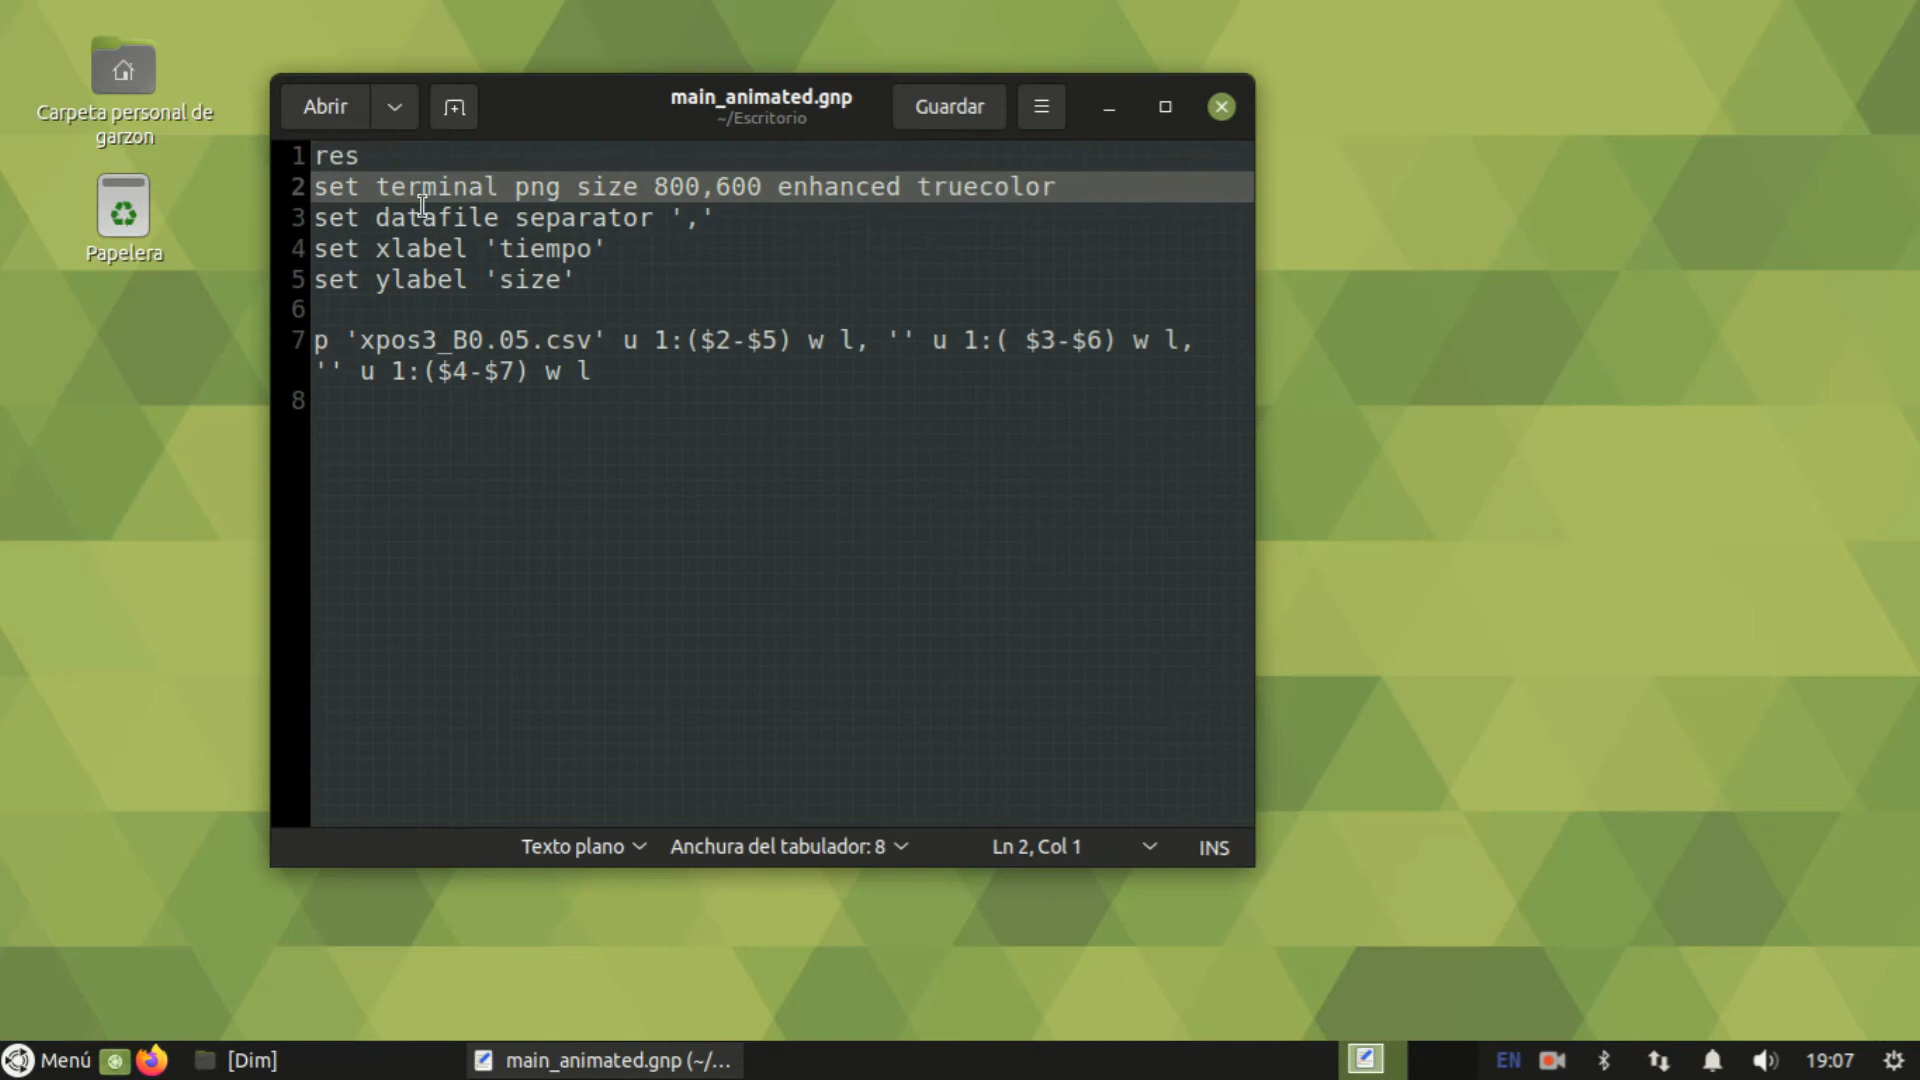 Carpeta personal de
garzon
Papelera
Abrir
main_animated.gnp
~/Escritorio
Guardar
1 res
2 set terminal png size 800,600 enhanced truecolor
3 set datafile separator ','
4 set xlabel 'tiempo'
5 set ylabel 'size'
6
7 p 'xpos3_B0.05.csv' u 1:($2-$5) w l, '' u 1:( $3-$6) w l,
'' u 1:($4-$7) w l
8
Texto plano
Anchura del tabulador: 8
Ln 2, Col 1
INS
Menú
[Dim]
main_animated.gnp (~/…
EN
19:07